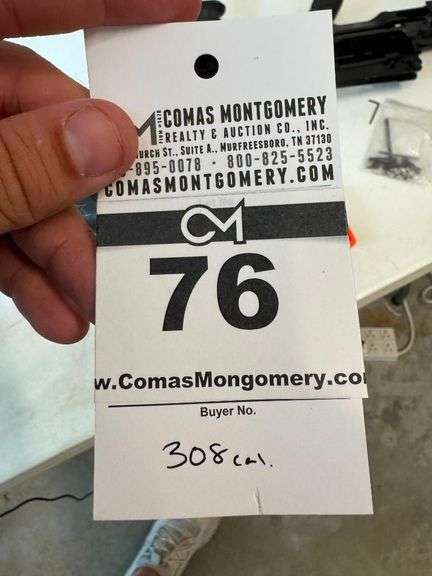 COMAS MONTGOMERY
REALTY & AUCTION CO., INC.
CHURCH ST., SUITE A., MURFREESBORO, TN 37130
-895-0078 • 800-825-5523
COMASMONTGOMERY.COM
CM
76
w.ComasMongomery.co
Buyer No.
308 cal.